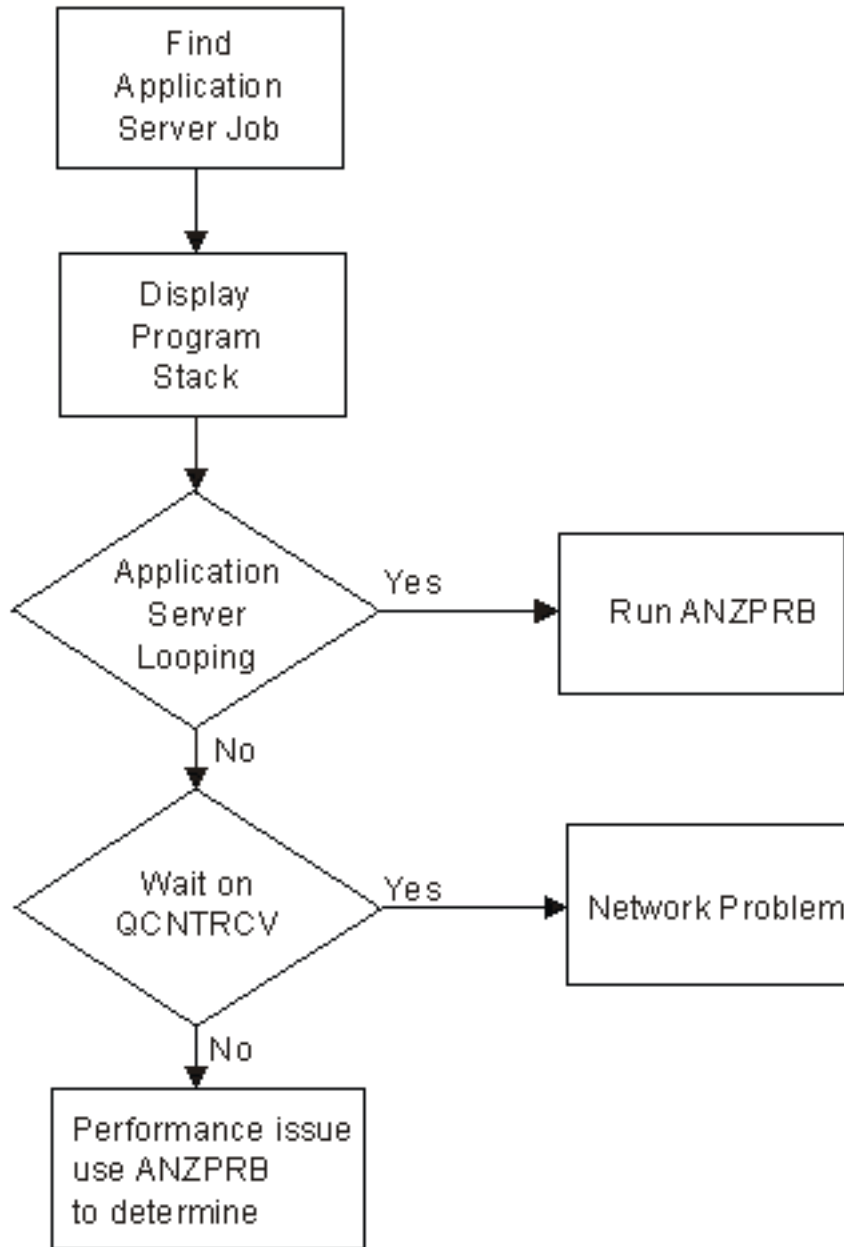 Find
Application
Server Job
Display
Program
Stack
Application
Server
Looping
Yes
Run ANZPRB
No
Wait on
QCNTRCV
Yes
Network Problem
No
Performance issue
use ANZPRB
to determine